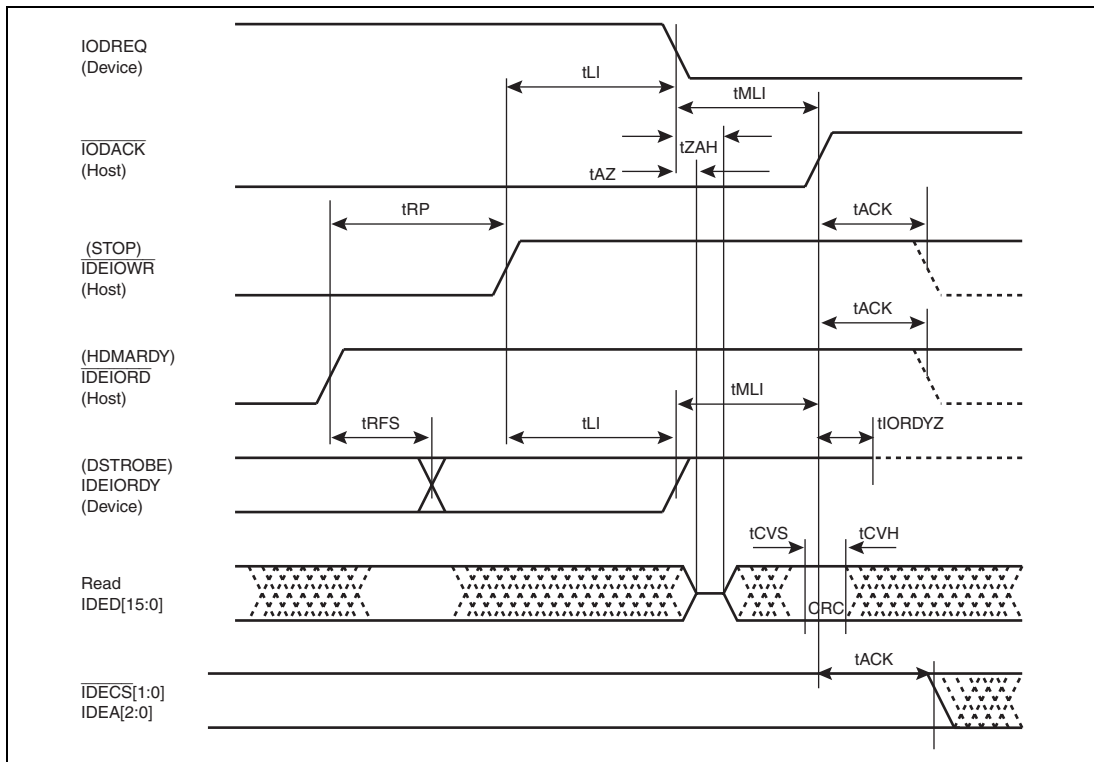 IODREQ
(Device)
tLI
tMLI
IODACK
(Host)
tZAH
tAZ
tRP
tACK
(STOP)
IDEIOWR
(Host)
tACK
(HDMARDY)
IDEIORD
(Host)
tMLI
tRFS
tLI
tIORDYZ
(DSTROBE)
IDEIORDY
(Device)
tCVS
tCVH
Read
IDED[15:0]
CRC
tACK
IDECS[1:0]
IDEA[2:0]